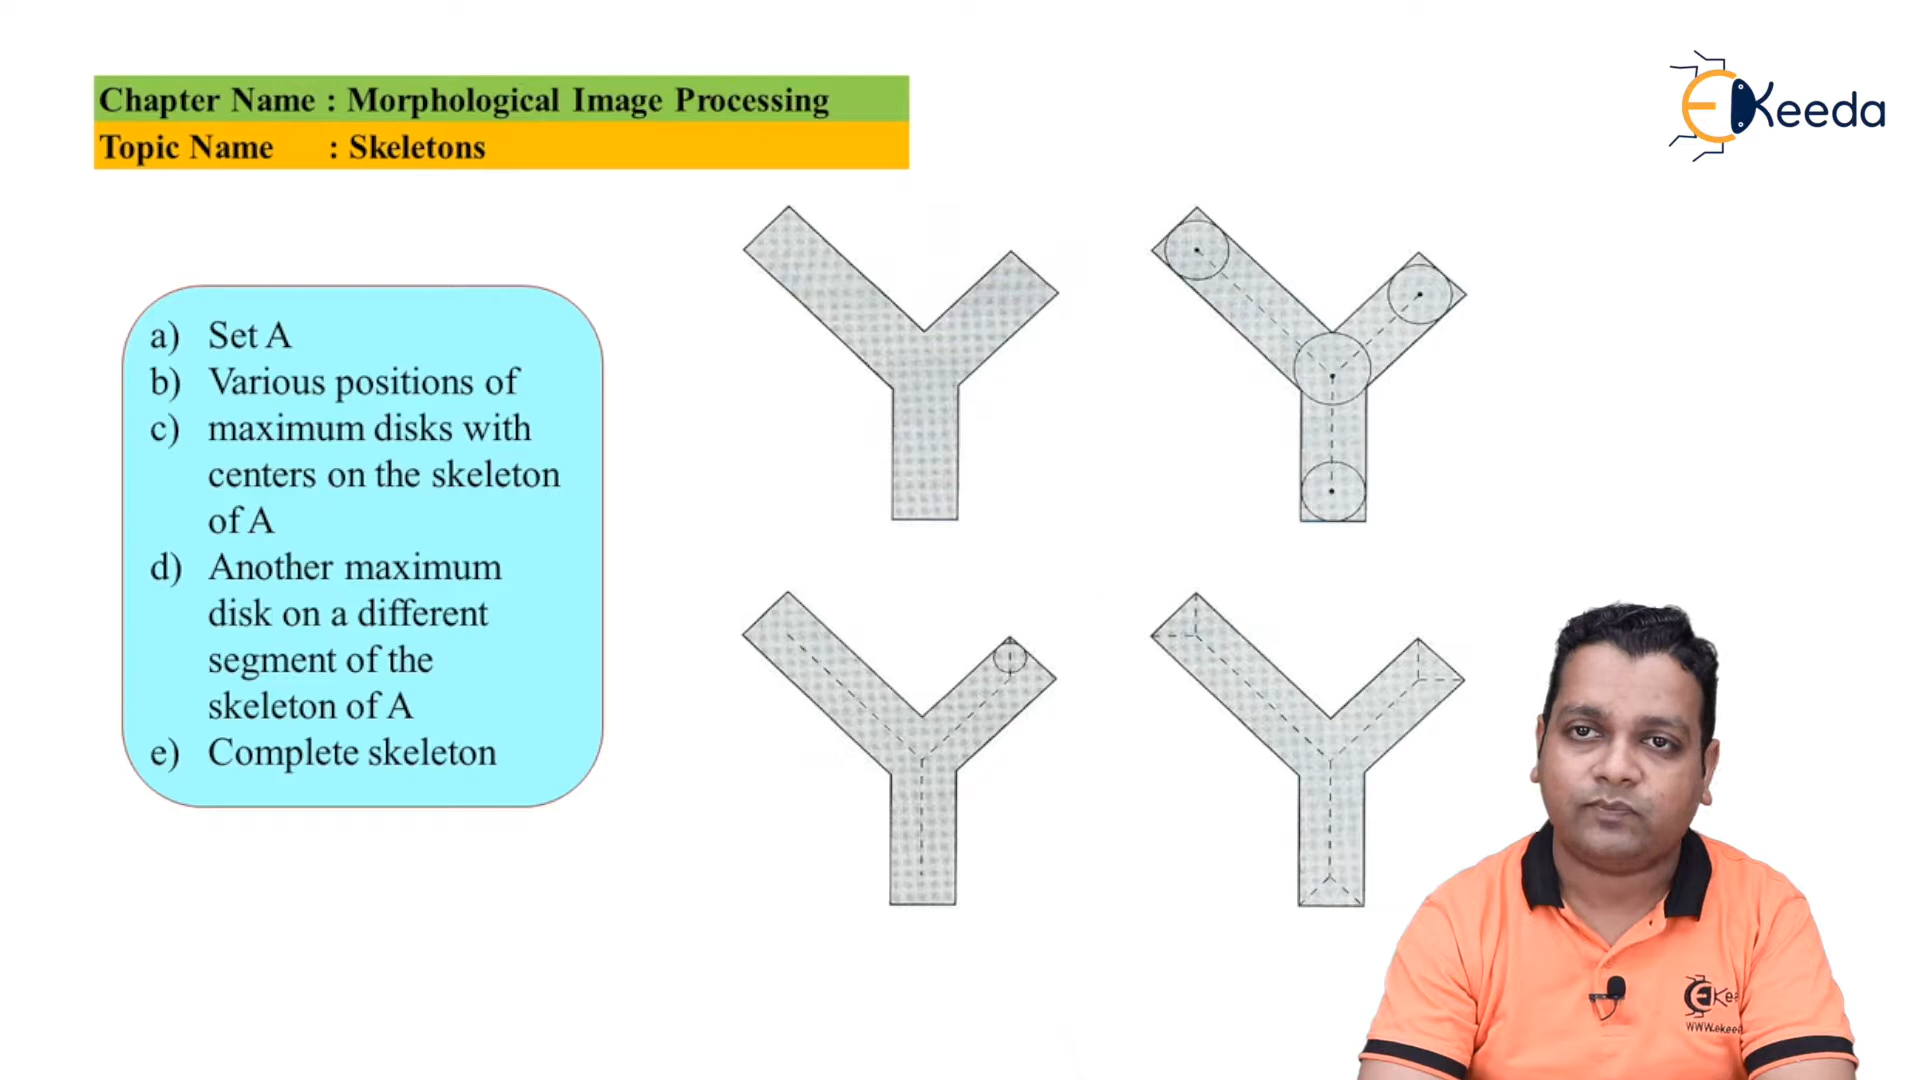 Chapter Name : Morphological Image Processing
Topic Name : Skeletons
EKeeda
a) Set A
b) Various positions of
c) maximum disks with
centers on the skeleton
of A
d) Another maximum
disk on a different
segment of the
skeleton of A
e) Complete skeleton